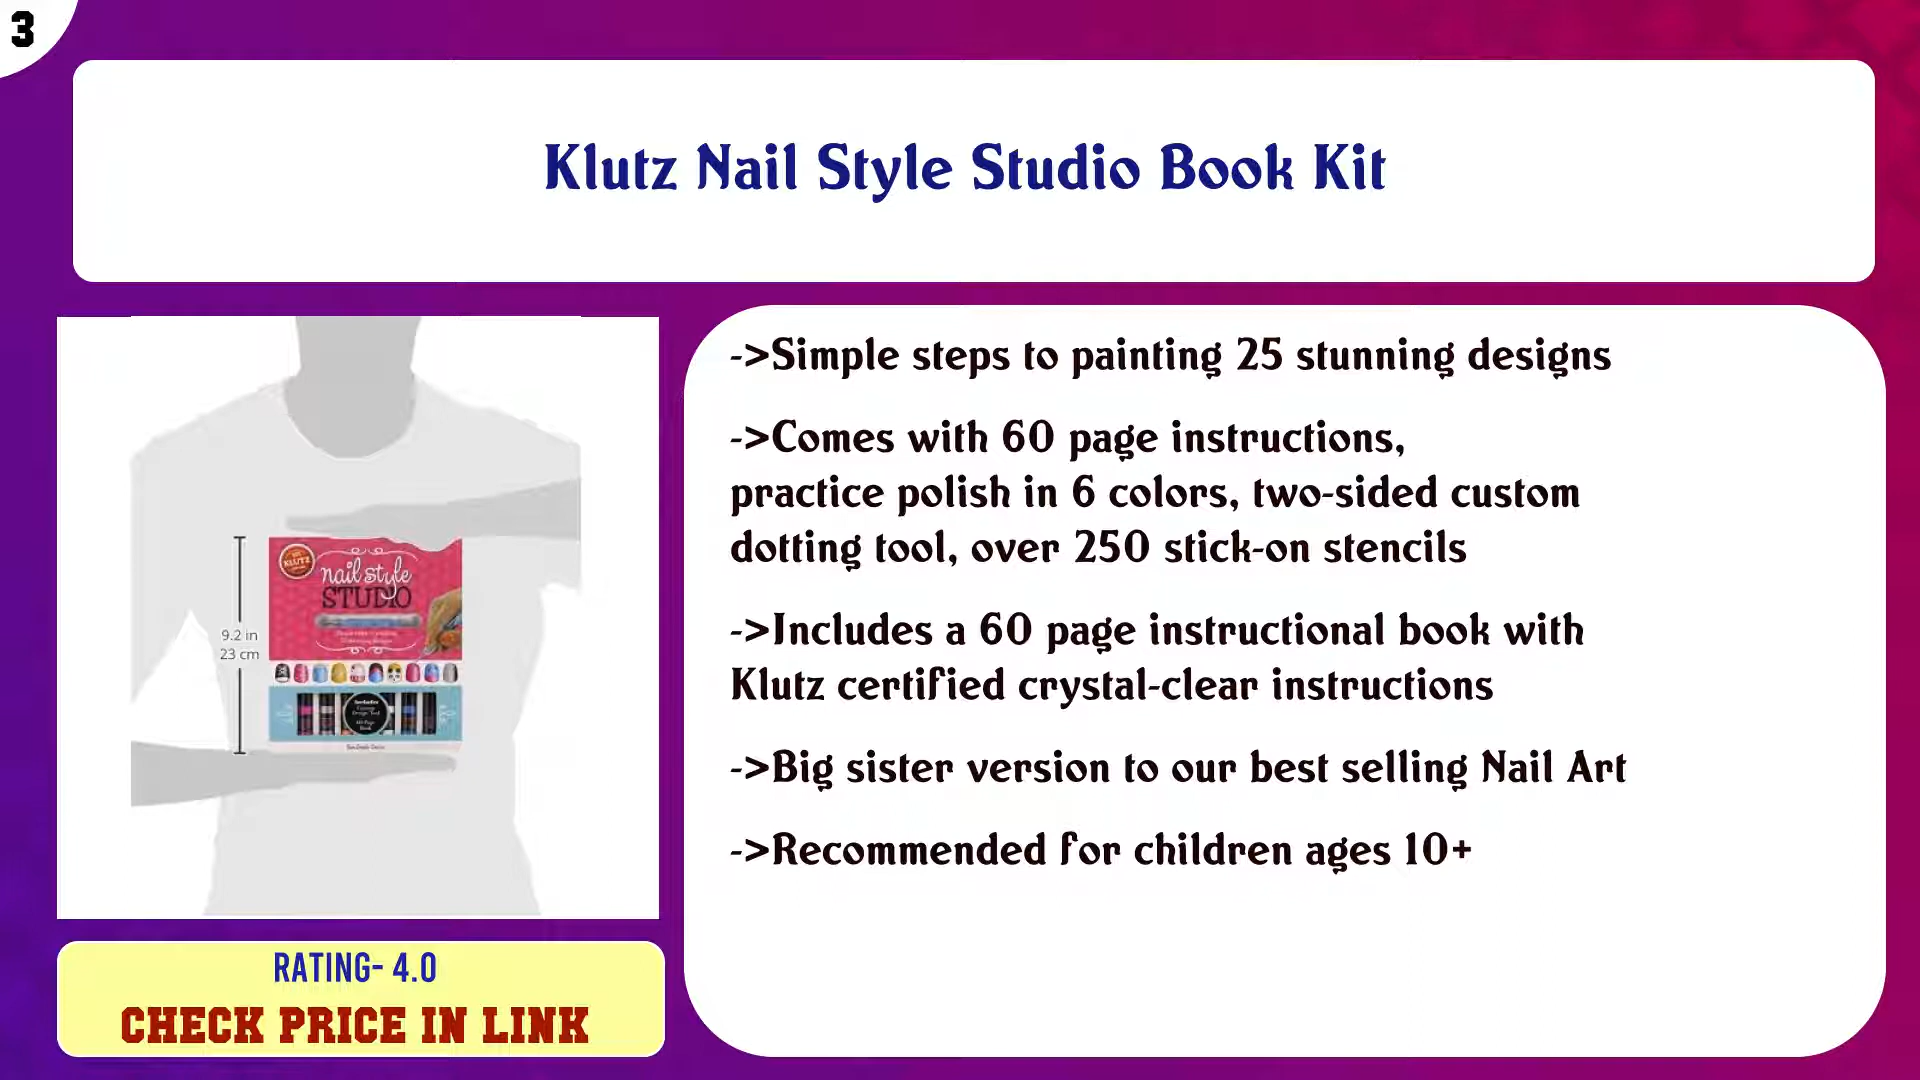 3
Klutz Nail Style Studio Book Kit
->Simple steps to painting 25 stunning designs
->Comes with 60 page instructions,
practice polish in 6 colors, two-sided custom
dotting tool, over 250 stick-on stencils
->Includes a 60 page instructional book with
Klutz certified crystal-clear instructions
->Big sister version to our best selling Nail Art
->Recommended for children ages 10+
9.2 in
23 cm
KLUTZ
nail style
STUDIO
RATING- 4.0
CHECK PRICE IN LINK